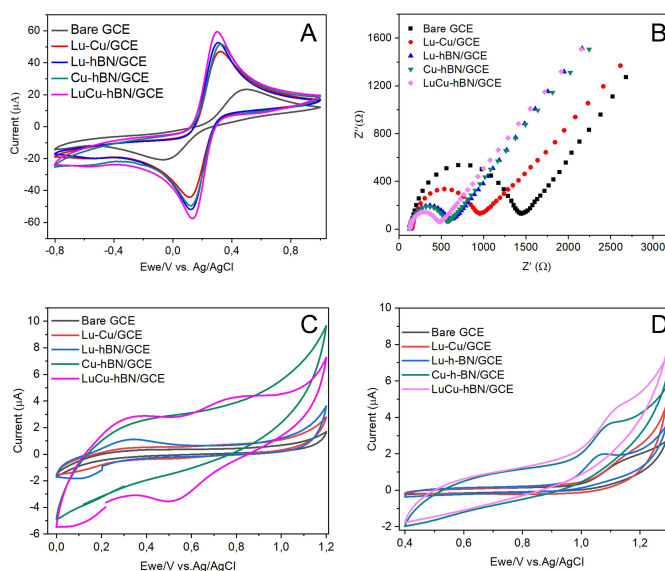 A
Bare GCE
Lu-Cu/GCE
Lu-hBN/GCE
Cu-hBN/GCE
LuCu-hBN/GCE
Current (µA)
60
40
20
0
-20
-40
-60
-0,8
-0,4
0,0
0,4
0,8
Ewe/V vs. Ag/AgCl
B
Bare GCE
Lu-Cu/GCE
Lu-hBN/GCE
Cu-hBN/GCE
LuCu-hBN/GCE
Z'' (Ω)
1600
1200
800
400
0
0
500
1000
1500
2000
2500
3000
Z' (Ω)
C
Bare GCE
Lu-Cu/GCE
Lu-hBN/GCE
Cu-hBN/GCE
LuCu-hBN/GCE
Current (µA)
10
8
6
4
2
0
-2
-4
-6
0,0
0,2
0,4
0,6
0,8
1,0
1,2
Ewe/V vs.Ag/AgCl
D
Bare GCE
Lu-Cu/GCE
Lu-h-BN/GCE
Cu-h-BN/GCE
LuCu-hBN/GCE
Current (µA)
10
8
6
4
2
0
-2
0,4
0,6
0,8
1,0
1,2
Ewe/V vs.Ag/AgCl